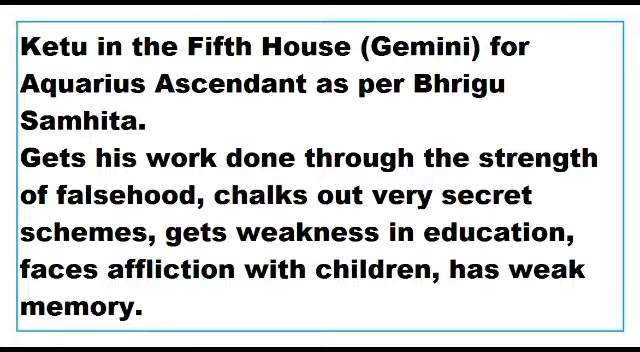 Ketu in the Fifth House (Gemini) for
Aquarius Ascendant as per Bhrigu
Samhita.
Gets his work done through the strength
of falsehood, chalks out very secret
schemes, gets weakness in education,
faces affliction with children, has weak
memory.